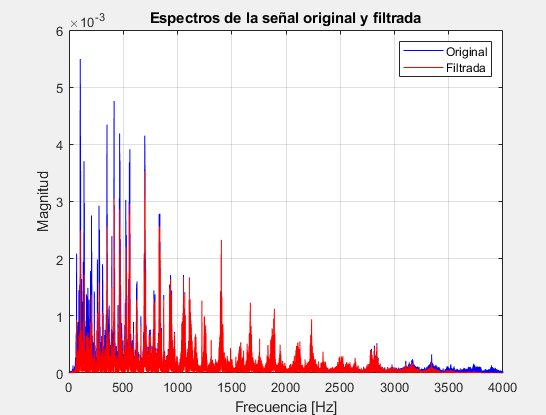 Espectros de la señal original y filtrada
×10⁻³
6
5
4
3
2
1
0
Magnitud
Original
Filtrada
0 500 1000 1500 2000 2500 3000 3500 4000
Frecuencia [Hz]